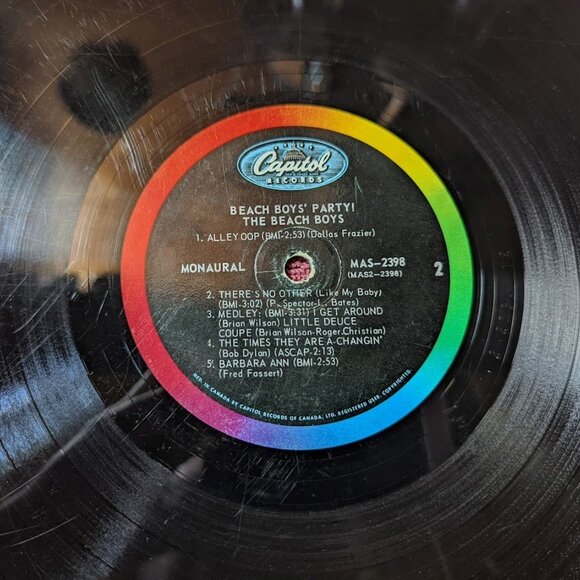 Capitol
RECORDS
BEACH BOYS' PARTY!
THE BEACH BOYS
1. ALLEY OOP (BMI-2:53) (Dallas Frazier)
MONAURAL
MAS-2398
(MAS2-2398)
2
2. THERE'S NO OTHER (Like My Baby)
(BMI-3:02) (P. Spector-L. Bates)
3. MEDLEY: (BMI-3:31) I GET AROUND
(Brian Wilson) LITTLE DEUCE
COUPE (Brian Wilson-Roger.Christian)
4. THE TIMES THEY ARE A-CHANGIN'
(Bob Dylan) (ASCAP-2:13)
5. BARBARA ANN (BMI-2:53)
(Fred Fassert)
MFD. IN CANADA BY CAPITOL RECORDS OF CANADA, LTD. REGISTERED USER. COPYRIGHTED.